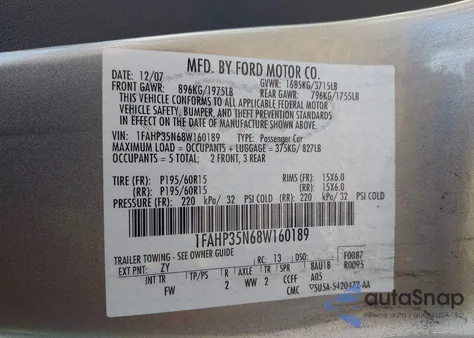 MFD. BY FORD MOTOR CO.
12/07
FRONT GAWR: 896KG/1975LB
GVWR: 1685KG/3715LB
REAR GAWR: 796KG/1755LB
THIS VEHICLE CONFORMS TO ALL APPLICABLE FEDERAL MOTOR
VEHICLE SAFETY, BUMPER, AND THEFT PREVENTION STANDARDS
IN EFFECT ON THE DATE OF MANUFACTURE SHOWN ABOVE.
VIN: 1FAHP35N68W160189 TYPE: Passenger Car
MAXIMUM LOAD = OCCUPANTS + LUGGAGE = 375KG/ 827LB
OCCUPANTS = 5 TOTAL; 2 FRONT, 3 REAR
TIRE (FR): P195/60R15 RIMS (FR): 15X6.0
(RR): P195/60R15 (RR): 15X6.0
PRESSURE (FR): 220 kPa/ 32 PSI COLD (RR): 220 kPa/ 32 PSI COLD
1FAHP35N68W160189
TRAILER TOWING - SEE OWNER GUIDE
F0087
EXT PNT: ZY RC: 13 DSO: R0095
INT TR TP/PS R AXLE TR SPR BAU1B
FW 2 WW 2 CC A05
CMC
autoSnap